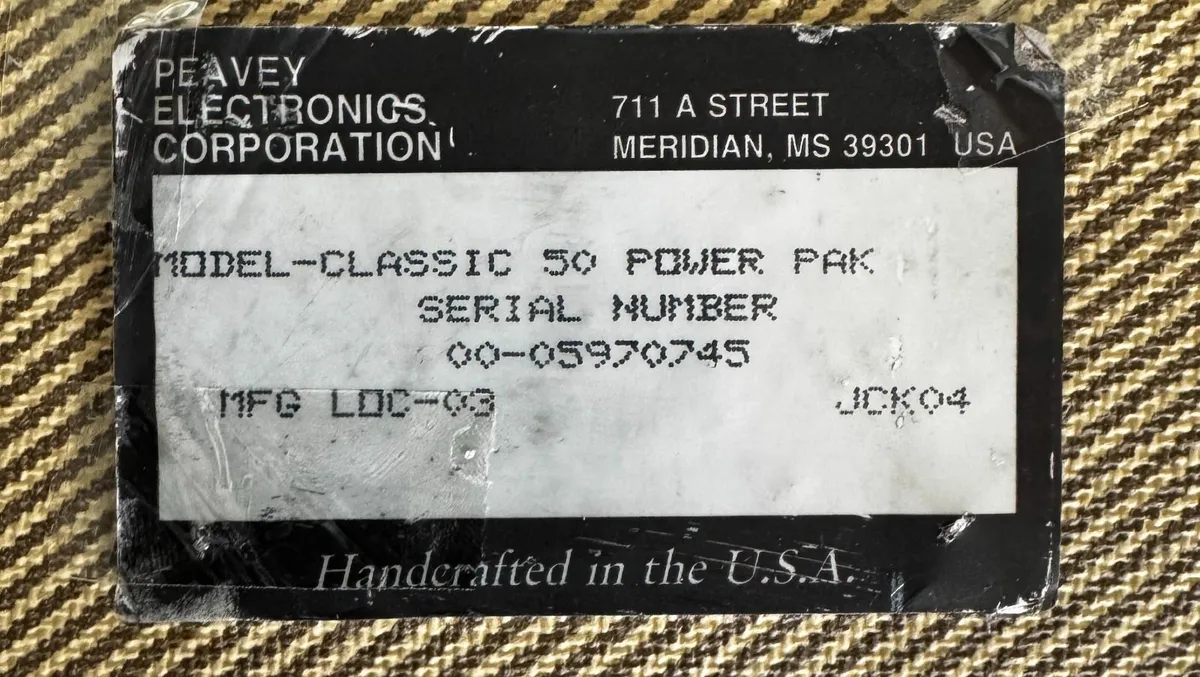 PEAVEY
ELECTRONICS
CORPORATION
711 A STREET
MERIDIAN, MS 39301 USA
MODEL-CLASSIC 50 POWER PAK
SERIAL NUMBER
00-05970745
MFG LOC-03 JCK04
Handcrafted in the U.S.A.